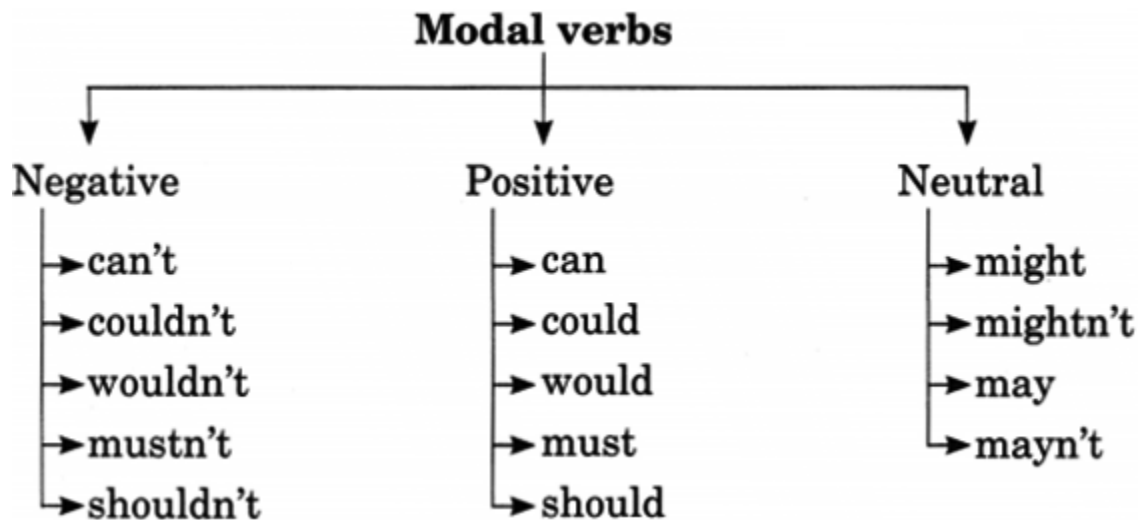 Modal verbs
Negative
can't
couldn't
wouldn't
mustn't
shouldn't
Positive
can
could
would
must
should
Neutral
might
mightn't
may
mayn't